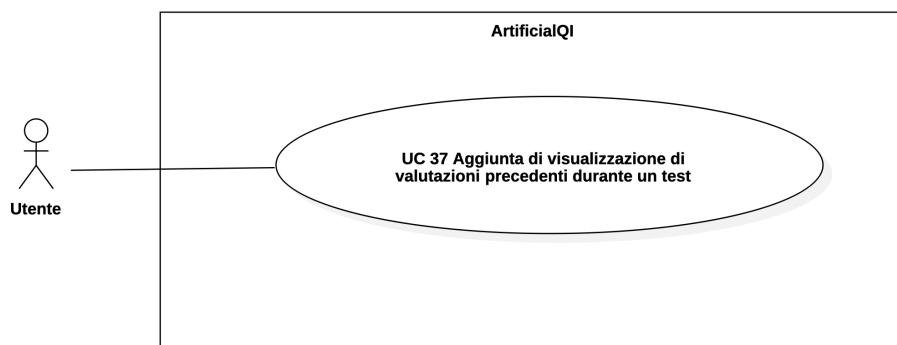 ArtificialQI
UC 37 Aggiunta di visualizzazione di
valutazioni precedenti durante un test
Utente